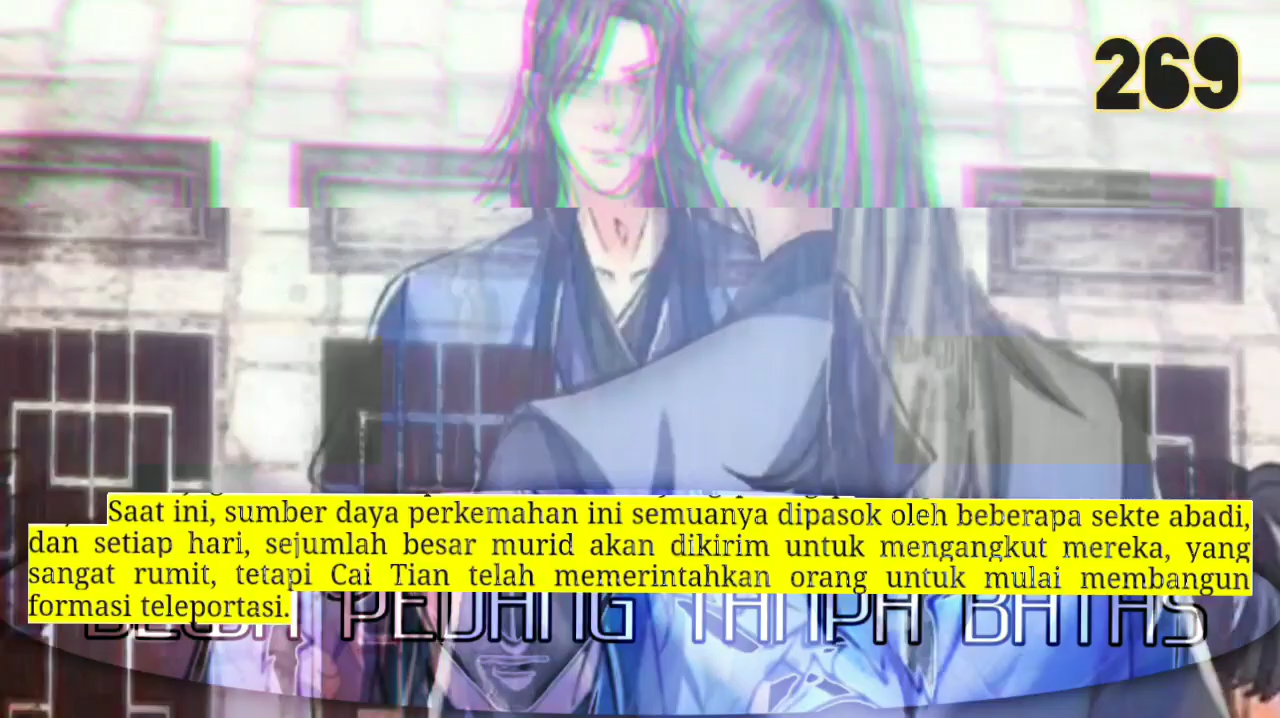 269
Saat ini, sumber daya perkemahan ini semuanya dipasok oleh beberapa sekte abadi,
dan setiap hari, sejumlah besar murid akan dikirim untuk mengangkut mereka, yang
sangat rumit, tetapi Cai Tian telah memerintahkan orang untuk mulai membangun
formasi teleportasi.
DEWA PEDANG TANPA BATAS